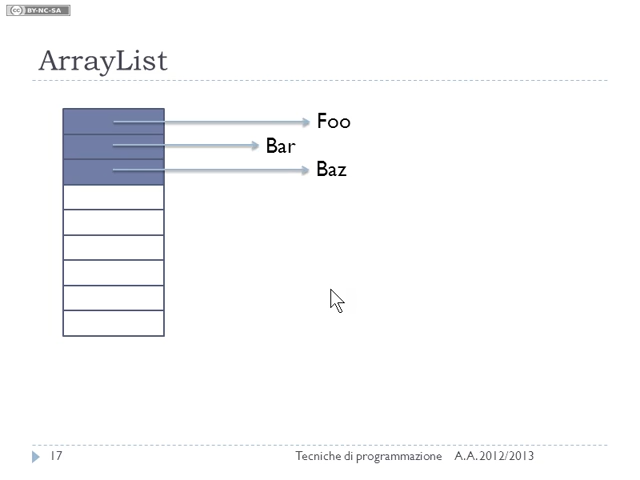 BY-NC-SA
ArrayList
Foo
Bar
Baz
17 Tecniche di programmazione A.A. 2012/2013